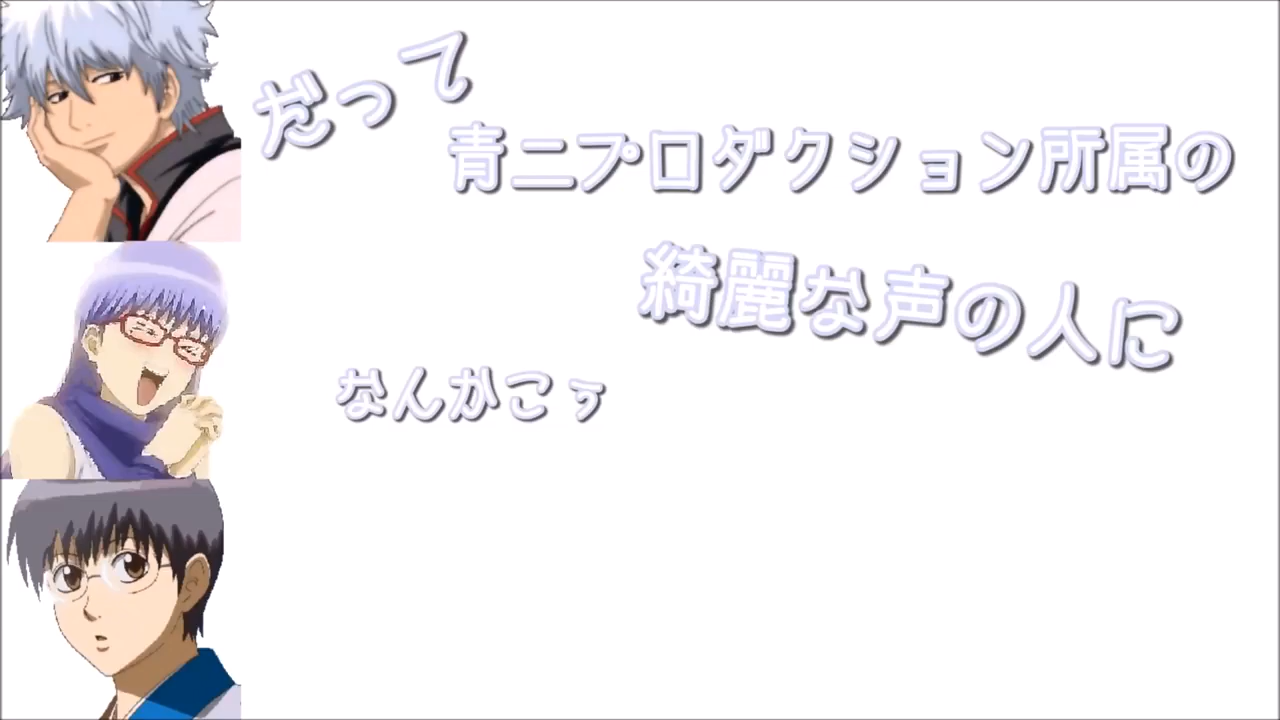 だって
青二プロダクション所属の
綺麗な声の人に
なんかこう